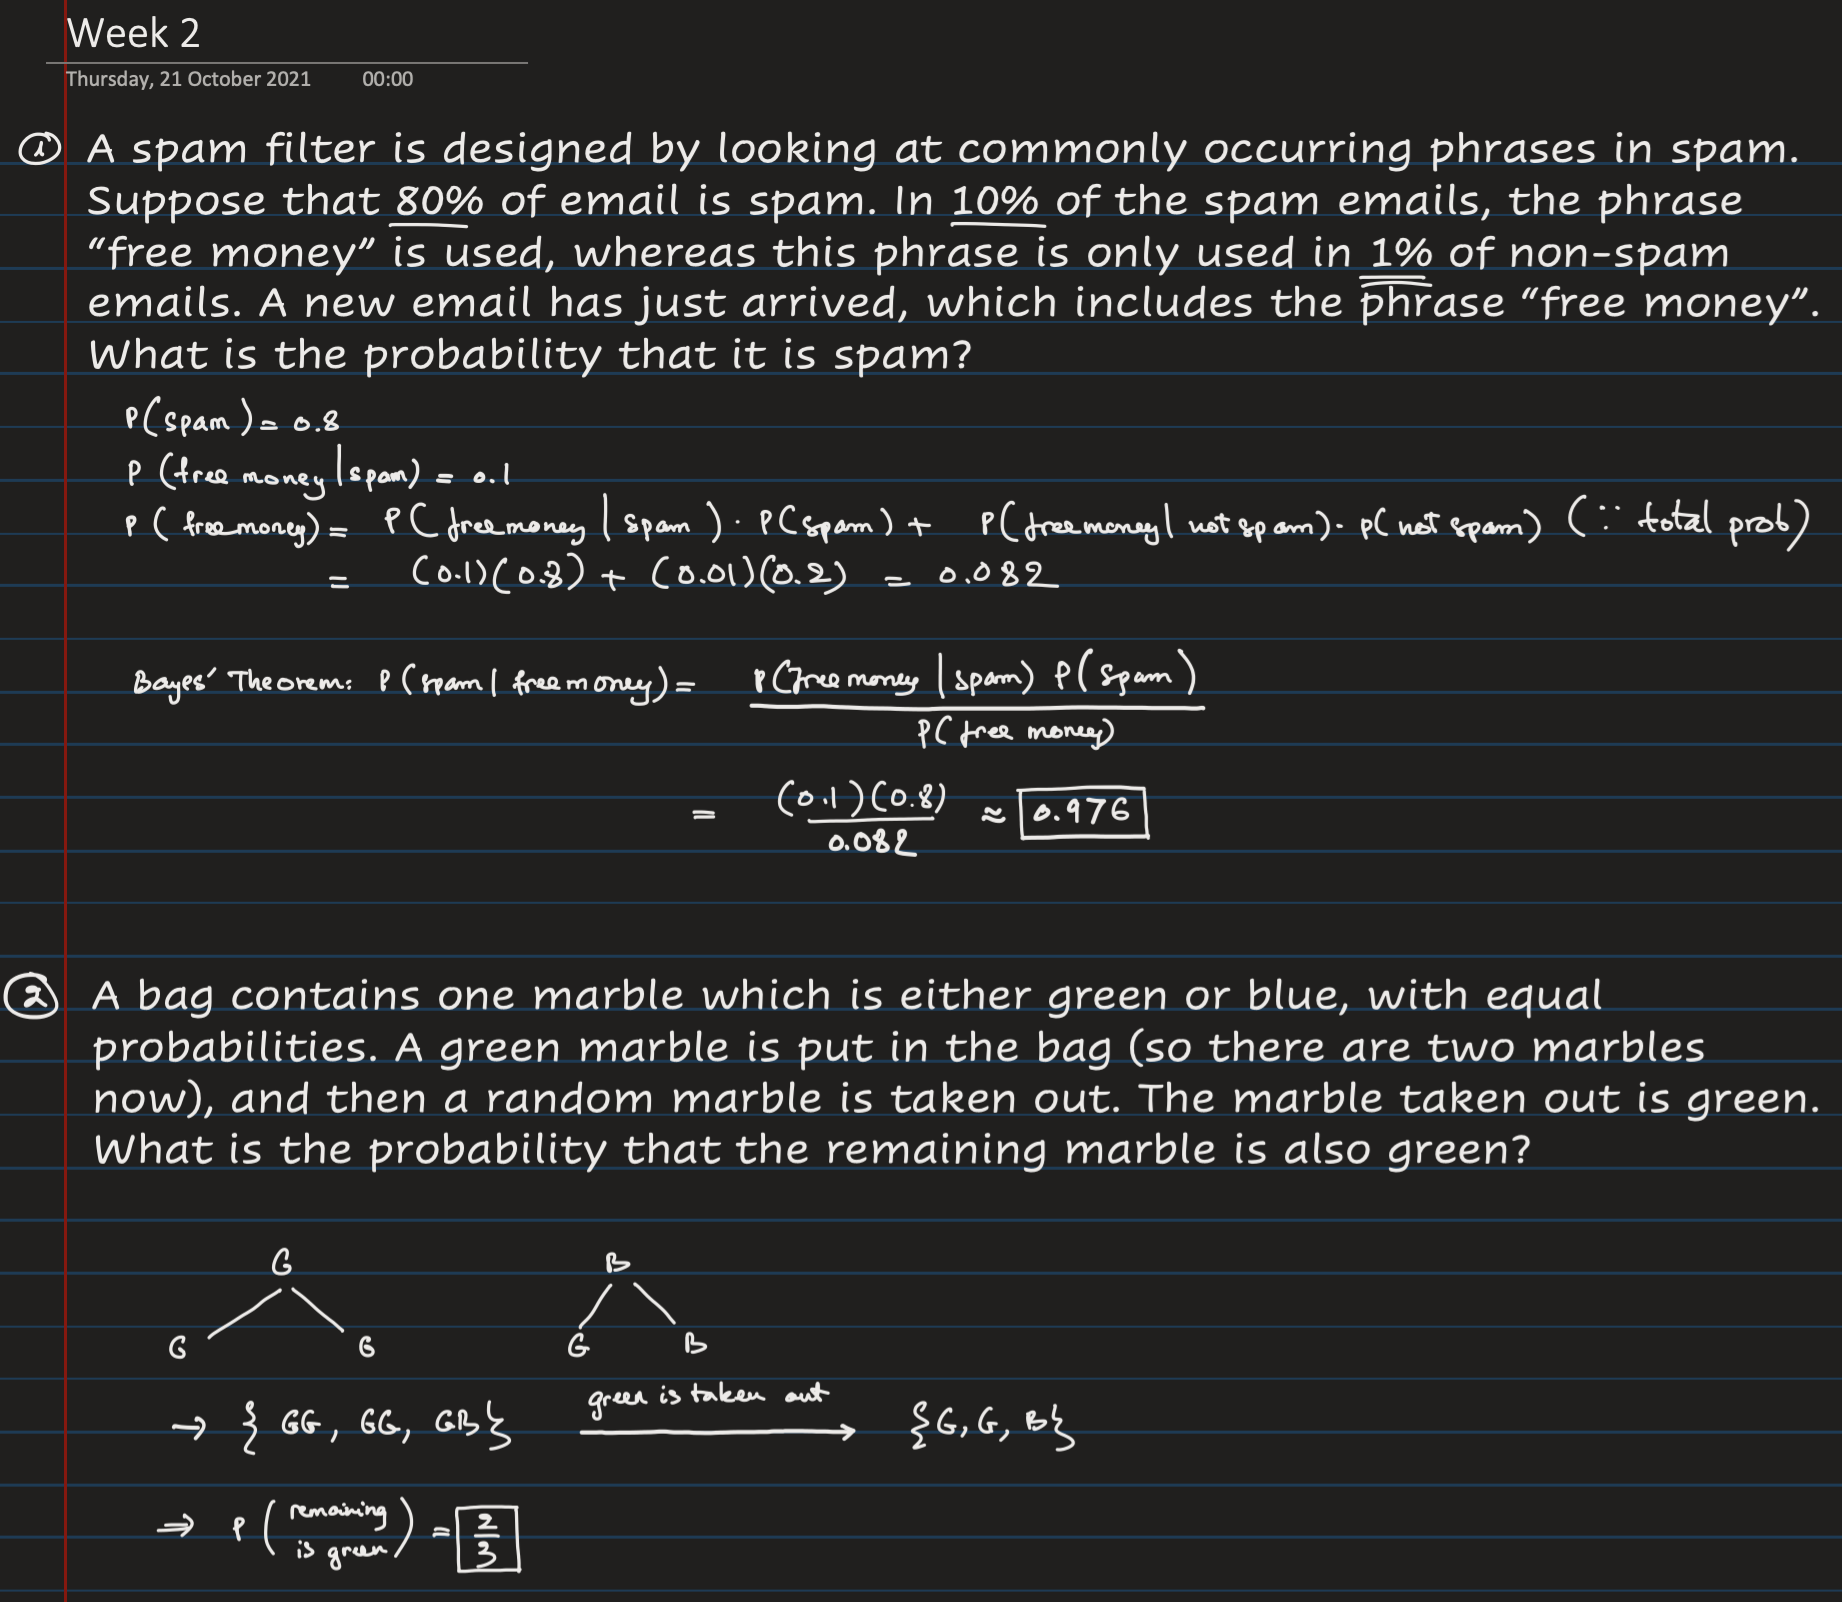 Week 2
Thursday, 21 October 2021 00:00
① A spam filter is designed by looking at commonly occurring phrases in spam.
Suppose that 80% of email is spam. In 10% of the spam emails, the phrase
“free money” is used, whereas this phrase is only used in 1% of non-spam
emails. A new email has just arrived, which includes the phrase “free money”.
What is the probability that it is spam?
P(spam) = 0.8
P(free money | spam) = 0.1
P(free money) = P(free money | spam) · P(spam) + P(free money | not spam) · P(not spam) (∵ total prob)
= (0.1)(0.8) + (0.01)(0.2) = 0.082
Bayes' Theorem: P(spam | free money) = P(free money | spam) P(spam)
P(free money)
= (0.1)(0.8) ≈ 0.976
0.082
② A bag contains one marble which is either green or blue, with equal
probabilities. A green marble is put in the bag (so there are two marbles
now), and then a random marble is taken out. The marble taken out is green.
What is the probability that the remaining marble is also green?
G B
G G G B
→ { GG, GG, GB} green is taken out → {G, G, B}
⇒ P (remaining is green) = 2/3